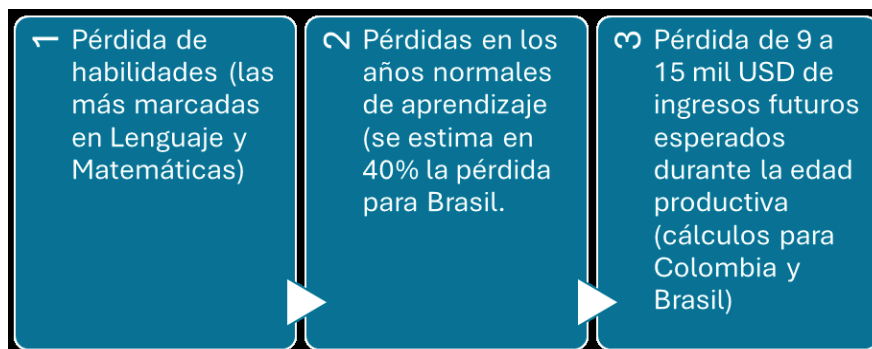 1 Pérdida de
habilidades (las
más marcadas
en Lenguaje y
Matemáticas)
2 Pérdidas en los
años normales
de aprendizaje
(se estima en
40% la pérdida
para Brasil.
3 Pérdida de 9 a
15 mil USD de
ingresos futuros
esperados
durante la edad
productiva
(cálculos para
Colombia y
Brasil)